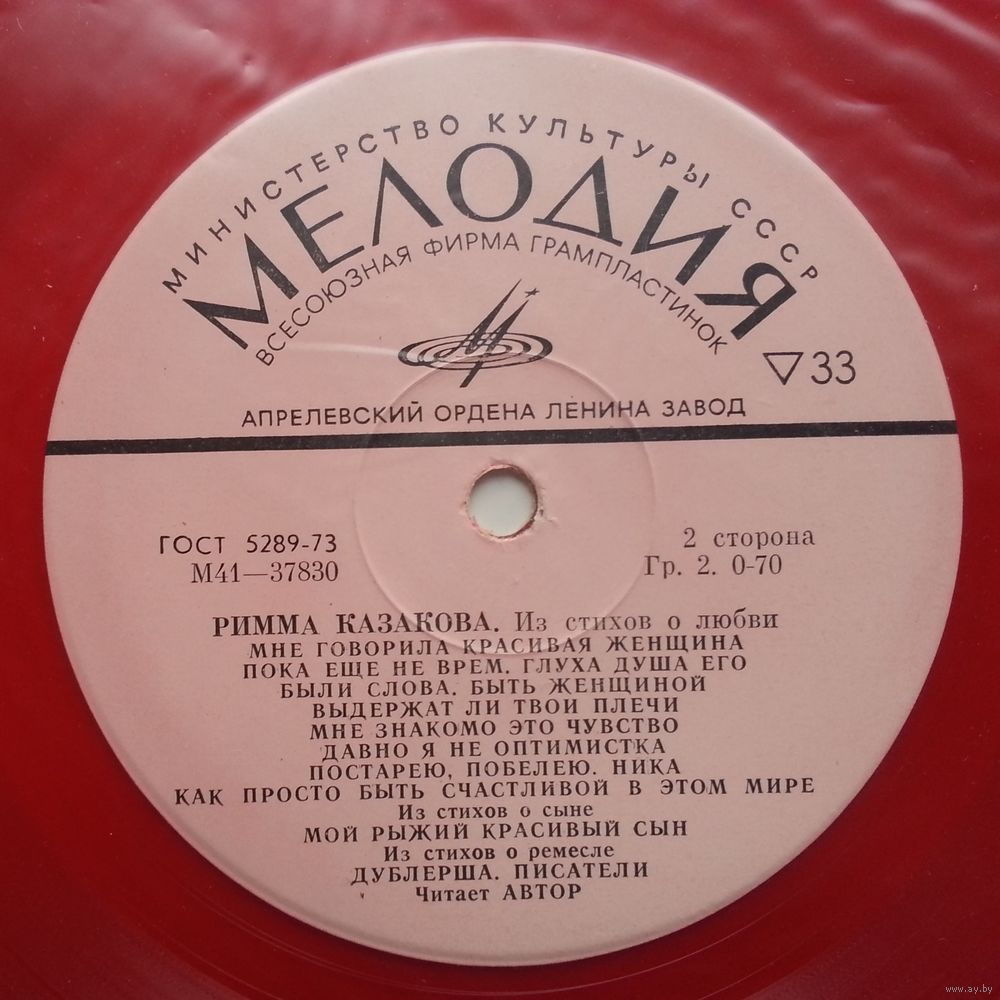 МИНИСТЕРСТВО КУЛЬТУРЫ СССР
МЕЛОДИЯ
ВСЕСОЮЗНАЯ ФИРМА ГРАМПЛАСТИНОК
▽33
АПРЕЛЕВСКИЙ ОРДЕНА ЛЕНИНА ЗАВОД
ГОСТ 5289-73
М41—37830
2 сторона
Гр. 2. 0-70
РИММА КАЗАКОВА. Из стихов о любви
МНЕ ГОВОРИЛА КРАСИВАЯ ЖЕНЩИНА
ПОКА ЕЩЕ НЕ ВРЕМ. ГЛУХА ДУША ЕГО
БЫЛИ СЛОВА. БЫТЬ ЖЕНЩИНОЙ
ВЫДЕРЖАТ ЛИ ТВОИ ПЛЕЧИ
МНЕ ЗНАКОМО ЭТО ЧУВСТВО
ДАВНО Я НЕ ОПТИМИСТКА
ПОСТАРЕЮ, ПОБЕЛЕЮ. НИКА
КАК ПРОСТО БЫТЬ СЧАСТЛИВОЙ В ЭТОМ МИРЕ
Из стихов о сыне
МОЙ РЫЖИЙ КРАСИВЫЙ СЫН
Из стихов о ремесле
ДУБЛЕРША. ПИСАТЕЛИ
Читает АВТОР
www.ay.by